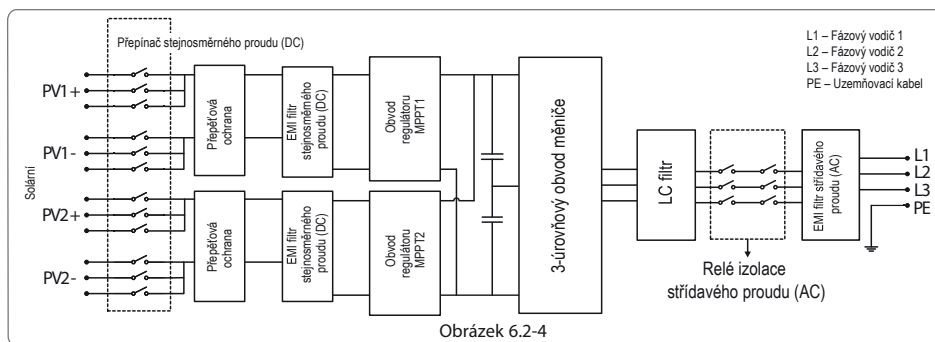 Přepínač stejnosměrného proudu (DC)
L1 – Fázový vodič 1
L2 – Fázový vodič 2
L3 – Fázový vodič 3
PE – Uzemňovací kabel
Solární
PV1+
PV1-
PV2+
PV2-
Přepěťová
ochrana
EMI filtr
stejnosměrného
proudu (DC)
Obvod
regulátoru
MPPT1
Přepěťová
ochrana
EMI filtr
stejnosměrného
proudu (DC)
Obvod
regulátoru
MPPT2
3-úrovňový obvod měniče
LC filtr
Relé izolace
střídavého proudu (AC)
EMI filtr střídavého
proudu (AC)
L1
L2
L3
PE
Obrázek 6.2-4